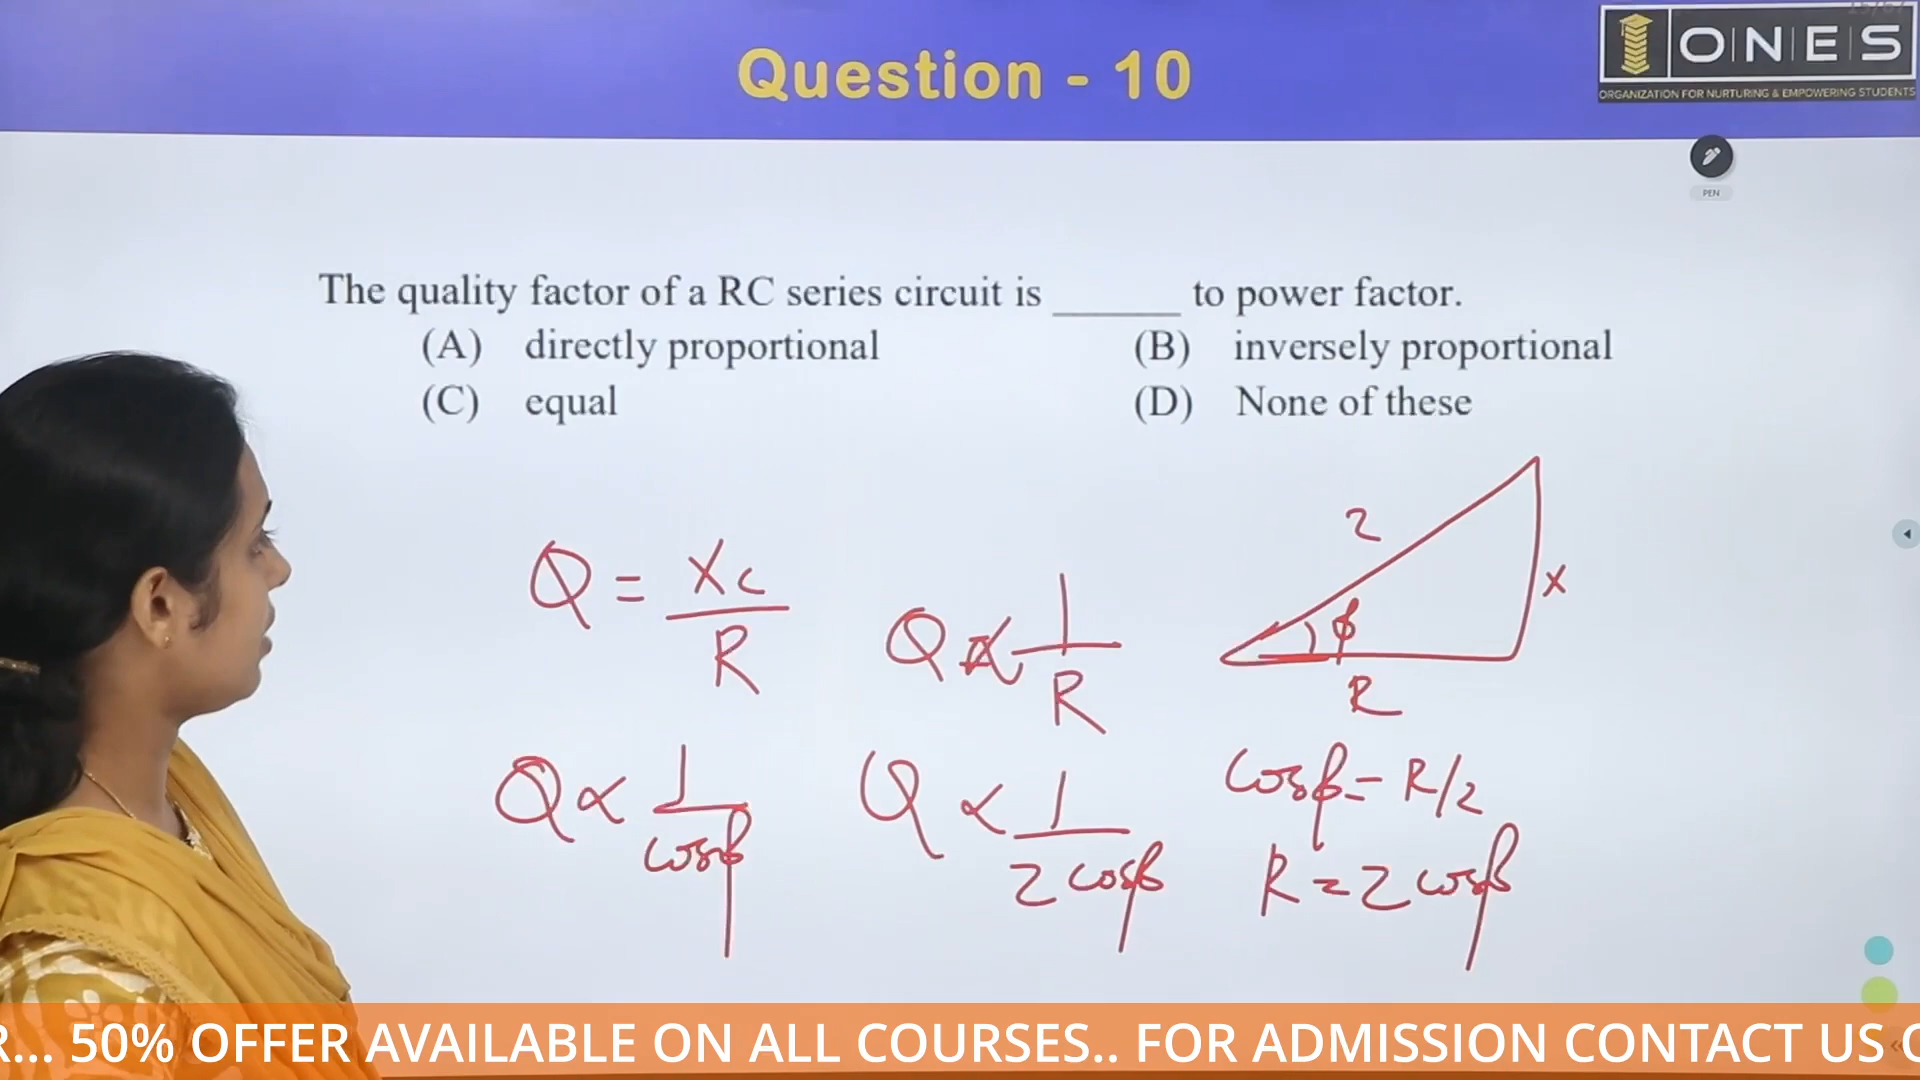 Question - 10
O|N|E|S
ORGANIZATION FOR NURTURING & EMPOWERING STUDENTS
PEN
The quality factor of a RC series circuit is ______ to power factor.
(A) directly proportional (B) inversely proportional
(C) equal (D) None of these
Q = Xc / R
Q ∝ 1 / R
Z
X
ϕ
R
Q ∝ 1 / cosϕ
Q ∝ 1 / Z cosϕ
cosϕ = R/Z
R = Z cosϕ
R... 50% OFFER AVAILABLE ON ALL COURSES.. FOR ADMISSION CONTACT US